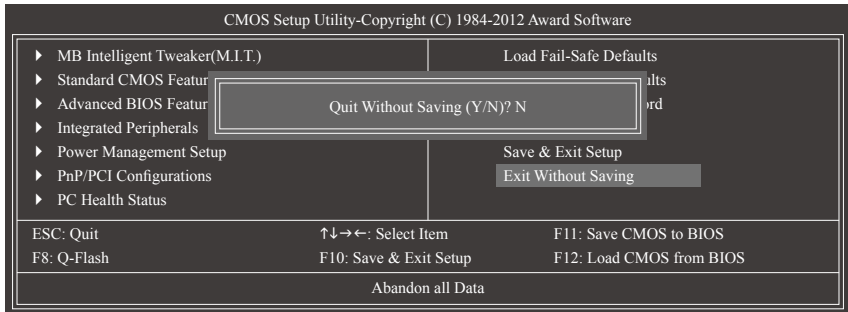 CMOS Setup Utility-Copyright (C) 1984-2012 Award Software
MB Intelligent Tweaker(M.I.T.)
Standard CMOS Featur
Advanced BIOS Featur
Integrated Peripherals
Power Management Setup
PnP/PCI Configurations
PC Health Status
Load Fail-Safe Defaults
Save & Exit Setup
Exit Without Saving
Quit Without Saving (Y/N)? N
ESC: Quit
↑↓→←: Select Item
F11: Save CMOS to BIOS
F8: Q-Flash
F10: Save & Exit Setup
F12: Load CMOS from BIOS
Abandon all Data